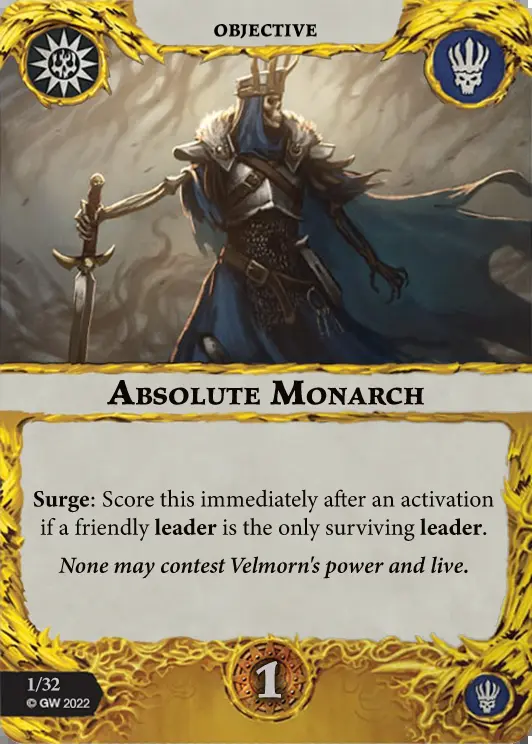 OBJECTIVE
ABSOLUTE MONARCH
Surge: Score this immediately after an activation
if a friendly leader is the only surviving leader.
None may contest Velmorn's power and live.
1
1/32
© GW 2022